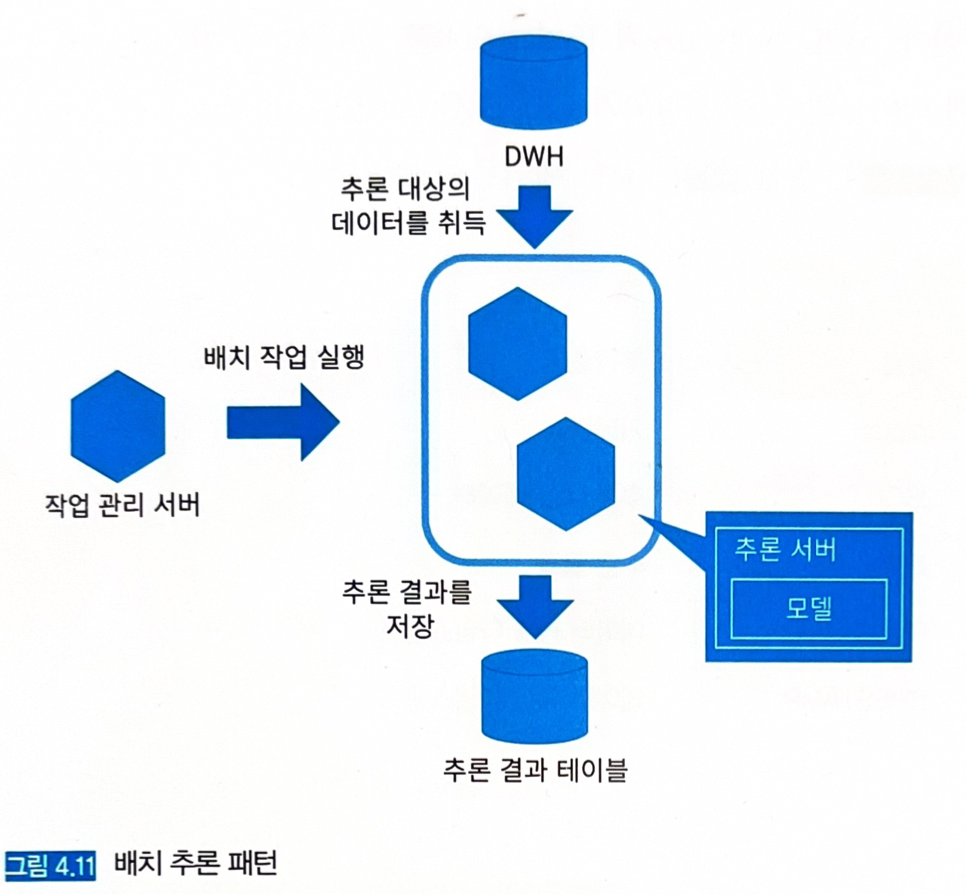 DWH
추론 대상의
데이터를 취득
배치 작업 실행
작업 관리 서버
추론 서버
모델
추론 결과를
저장
추론 결과 테이블
그림 4.11 배치 추론 패턴